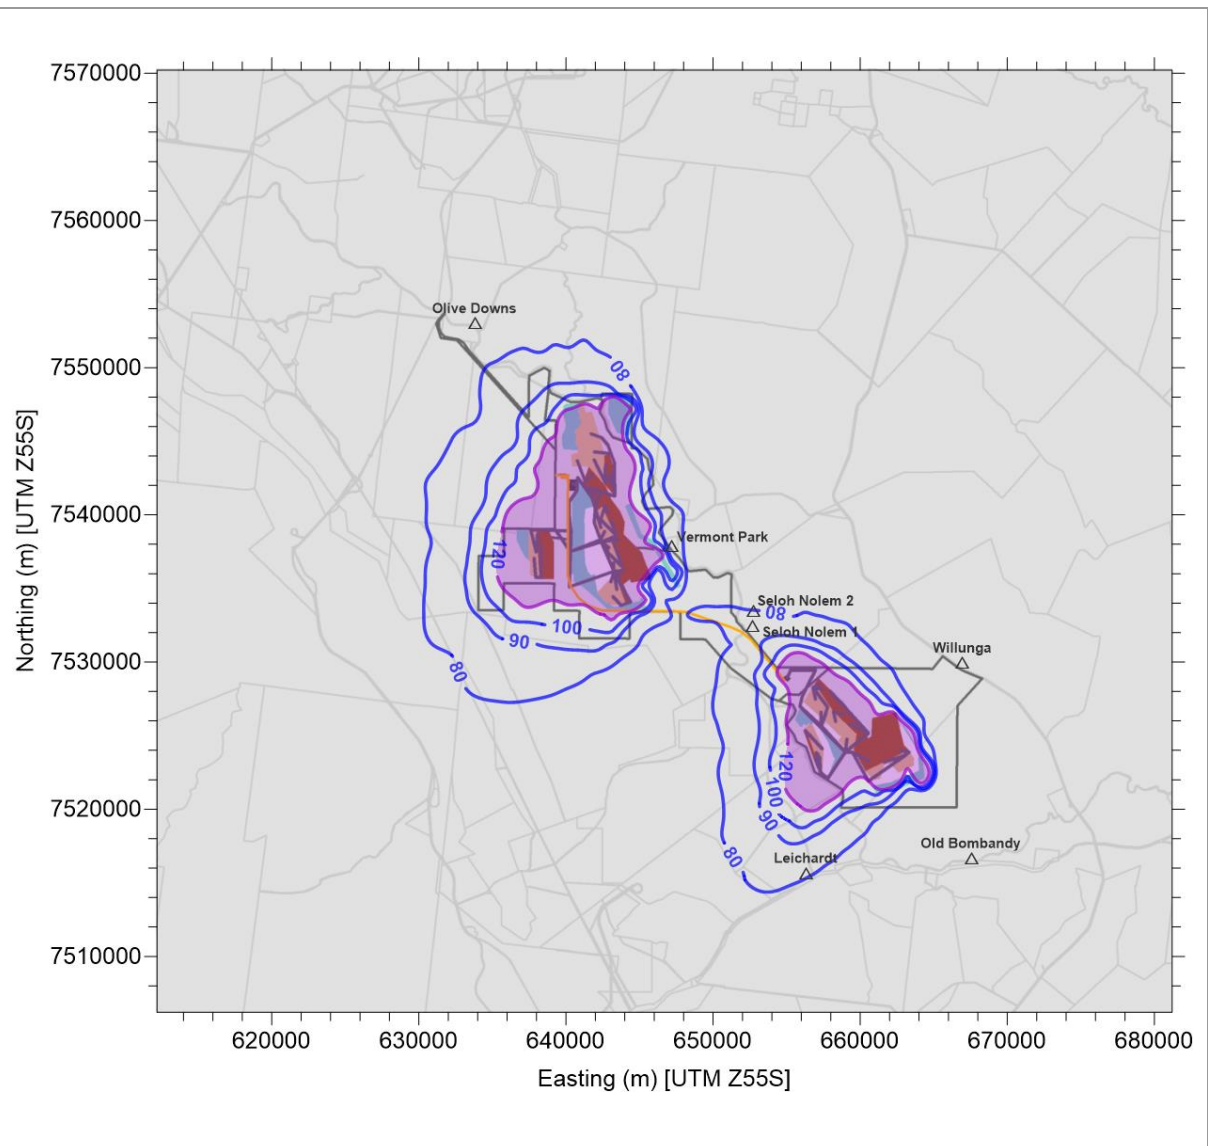 7570000
7560000
7550000
7540000
7530000
7520000
7510000
Northing (m) [UTM Z55S]
Olive Downs
80
Vermont Park
120
Seloh Nolem 2
80
100
Seloh Nolem 1
90
Willunga
80
120
100
90
Old Bombandy
80
Leichardt
620000 630000 640000 650000 660000 670000 680000
Easting (m) [UTM Z55S]